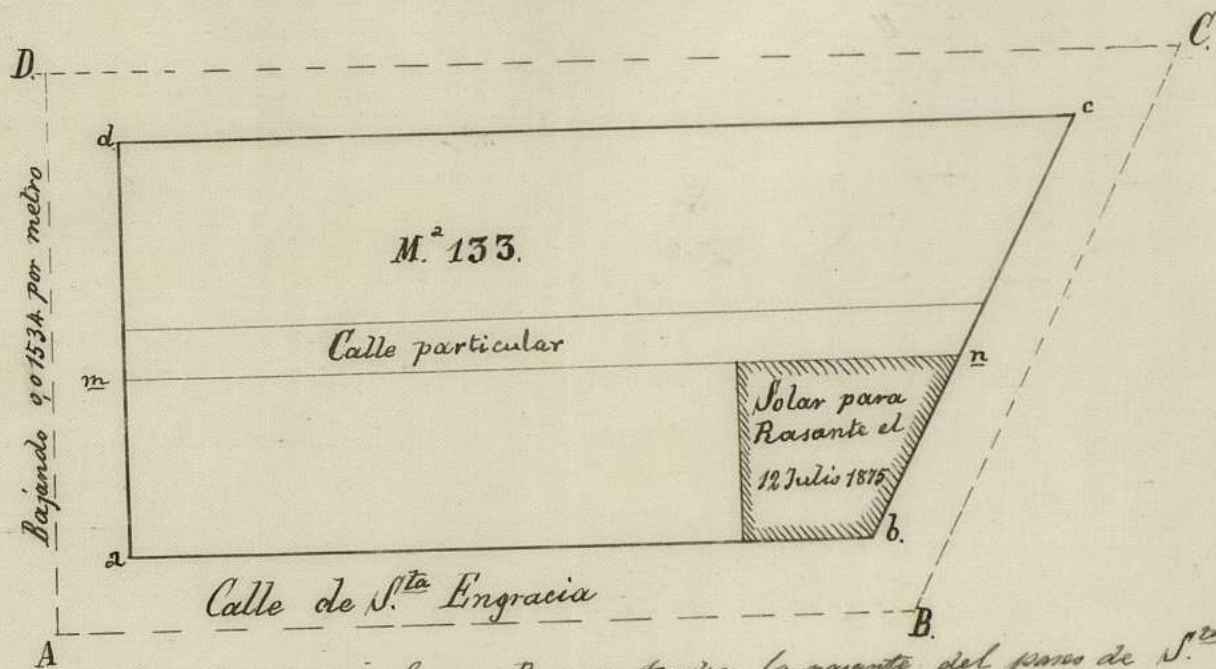 D.
C.
d.
c
M.ª 133.
Bajando 0,01534 por metro
Calle particular
m
n
Solar para
Rasante el
12 Julio 1875
a
b.
Calle de S.ta Engracia
A
B.
la rasante del paseo de S.ta